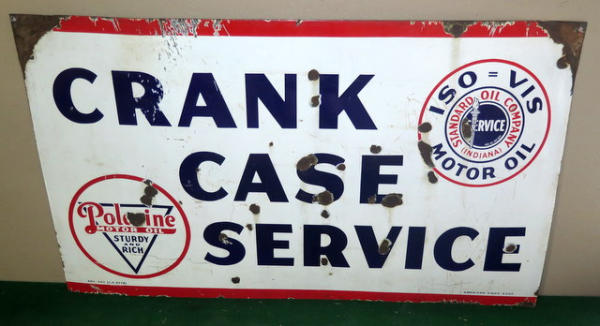 CRANK
CASE
SERVICE
ISO=VIS
MOTOR OIL
STANDARD OIL COMPANY
(INDIANA)
SERVICE
Polarine
MOTOR OIL
STURDY
AND
RICH